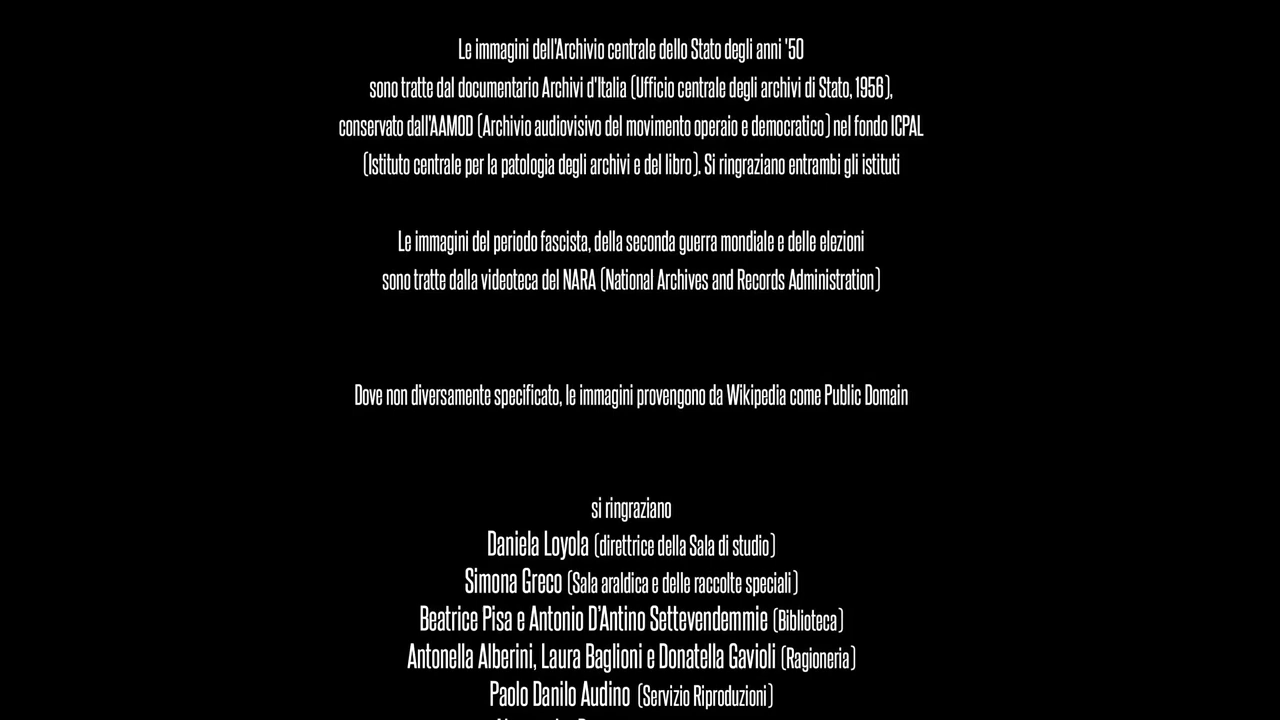 Le immagini dell'Archivio centrale dello Stato degli anni '50
sono tratte dal documentario Archivi d'Italia (Ufficio centrale degli archivi di Stato, 1956),
conservato dall'AAMOD (Archivio audiovisivo del movimento operaio e democratico) nel fondo ICPAL
(Istituto centrale per la patologia degli archivi e del libro). Si ringraziano entrambi gli istituti
Le immagini del periodo fascista, della seconda guerra mondiale e delle elezioni
sono tratte dalla videoteca del NARA (National Archives and Records Administration)
Dove non diversamente specificato, le immagini provengono da Wikipedia come Public Domain
si ringraziano
Daniela Loyola (direttrice della Sala di studio)
Simona Greco (Sala araldica e delle raccolte speciali)
Beatrice Pisa e Antonio D'Antino Settevendemmie (Biblioteca)
Antonella Alberini, Laura Baglioni e Donatella Gavioli (Ragioneria)
Paolo Danilo Audino (Servizio Riproduzioni)